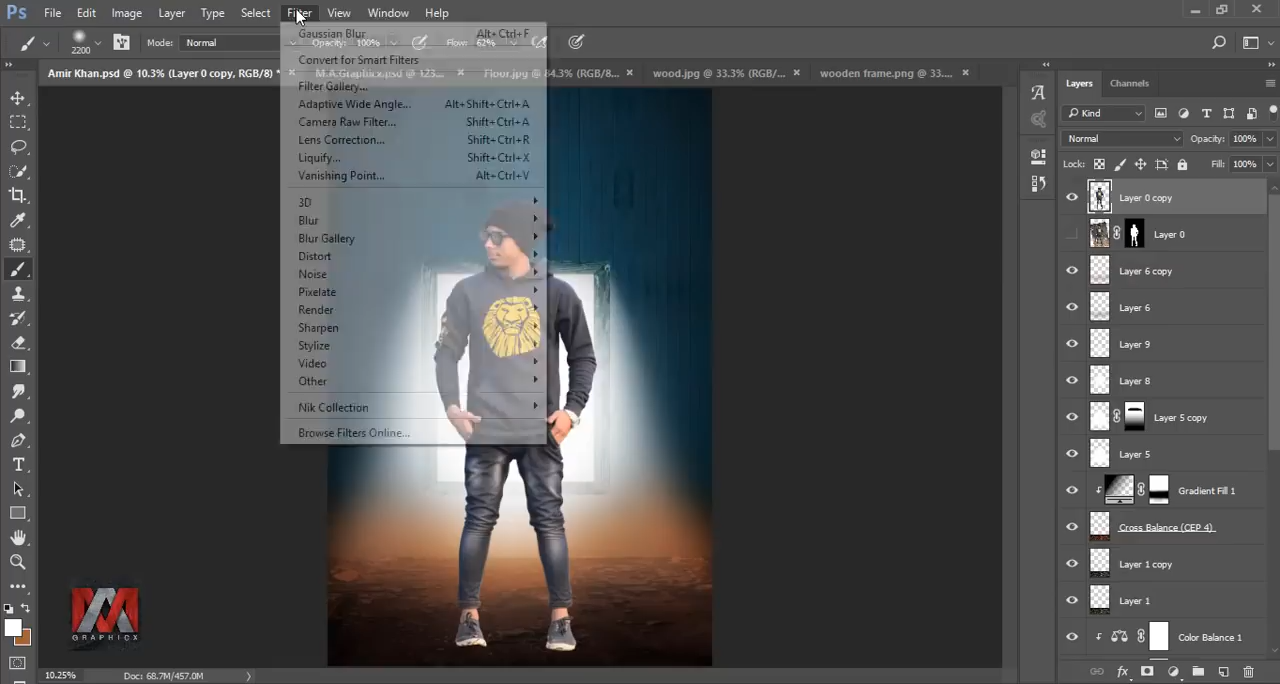 Ps File Edit Image Layer Type Select Filter View Window Help
2200 Mode: Normal Opacity: 100% Flow: 62%
Amir Khan.psd @ 10.3% (Layer 0 copy, RGB/8) * × M.A Graphicx.psd @ 123... × Floor.jpg @ 84.3% (RGB/8... × wood.jpg @ 33.3% (RGB/... × wooden frame.png @ 33.... ×
Gaussian Blur Alt+Ctrl+F
Convert for Smart Filters
Filter Gallery...
Adaptive Wide Angle... Alt+Shift+Ctrl+A
Camera Raw Filter... Shift+Ctrl+A
Lens Correction... Shift+Ctrl+R
Liquify... Shift+Ctrl+X
Vanishing Point... Alt+Ctrl+V
3D
Blur
Blur Gallery
Distort
Noise
Pixelate
Render
Sharpen
Stylize
Video
Other
Nik Collection
Browse Filters Online...
Layers Channels
Kind
Normal Opacity: 100%
Lock: Fill: 100%
Layer 0 copy
Layer 0
Layer 6 copy
Layer 6
Layer 9
Layer 8
Layer 5 copy
Layer 5
Gradient Fill 1
Cross Balance (CEP 4)
Layer 1 copy
Layer 1
Color Balance 1
GRAPHICX
10.25% Doc: 68.7M/457.0M